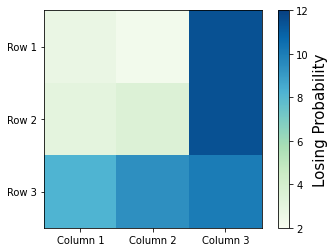 Row 1
Row 2
Row 3
Column 1
Column 2
Column 3
12
10
8
6
4
2
Losing Probability